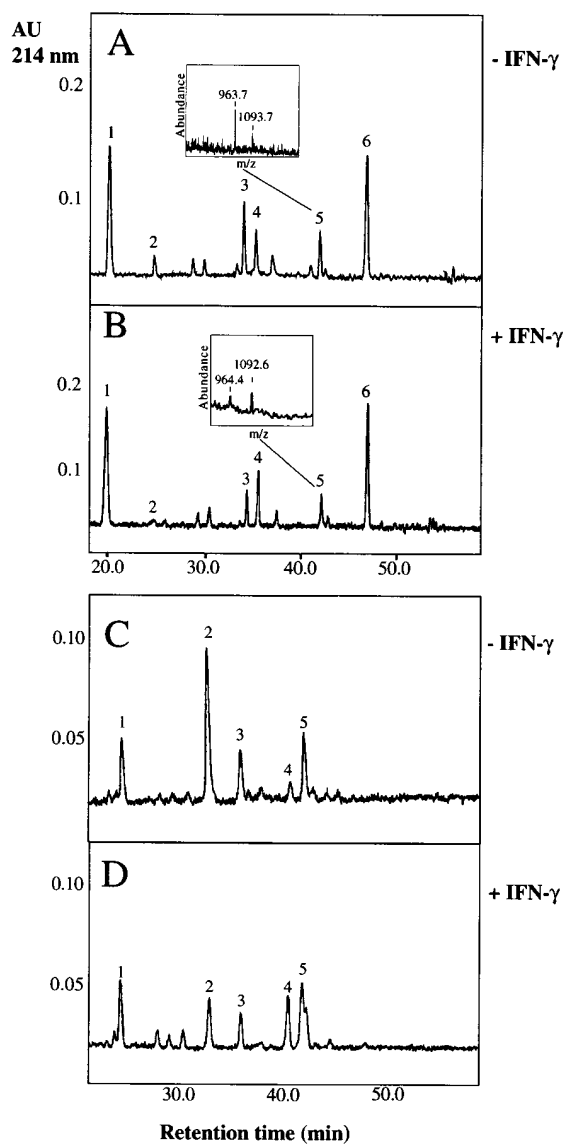 AU
214 nm
A
- IFN-γ
0.2
0.1
Abundance
963.7
1093.7
m/z
1
2
3
4
5
6
B
+ IFN-γ
0.2
0.1
Abundance
964.4
1092.6
m/z
1
2
3
4
5
6
20.0 30.0 40.0 50.0
C
- IFN-γ
0.10
0.05
1
2
3
4
5
D
+ IFN-γ
0.10
0.05
1
2
3
4
5
30.0 40.0 50.0
Retention time (min)